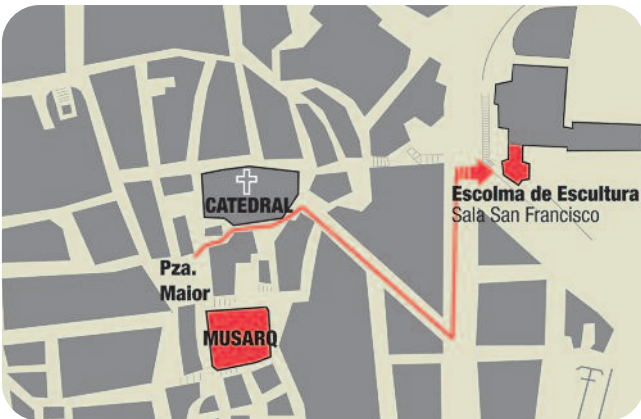 CATEDRAL
Escolma de Escultura
Sala San Francisco
Pza.
Maior
MUSARQ